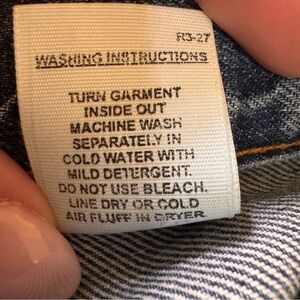 R3-27
WASHING INSTRUCTIONS
TURN GARMENT
INSIDE OUT
MACHINE WASH
SEPARATELY IN
COLD WATER WITH
MILD DETERGENT.
DO NOT USE BLEACH.
LINE DRY OR COLD
AIR FLUFF IN DRYER.